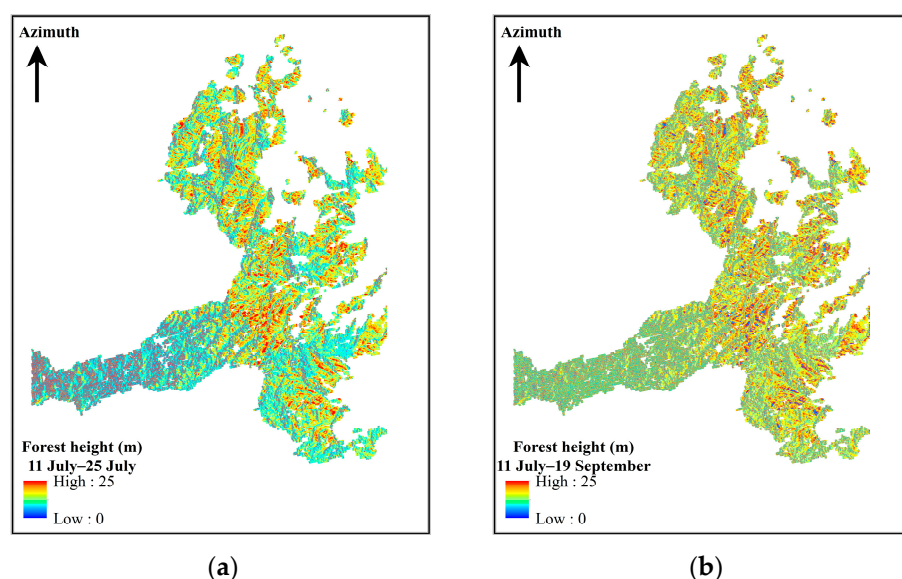 Azimuth
Forest height (m)
11 July–25 July
High : 25
Low : 0
(a)
Azimuth
Forest height (m)
11 July–19 September
High : 25
Low : 0
(b)